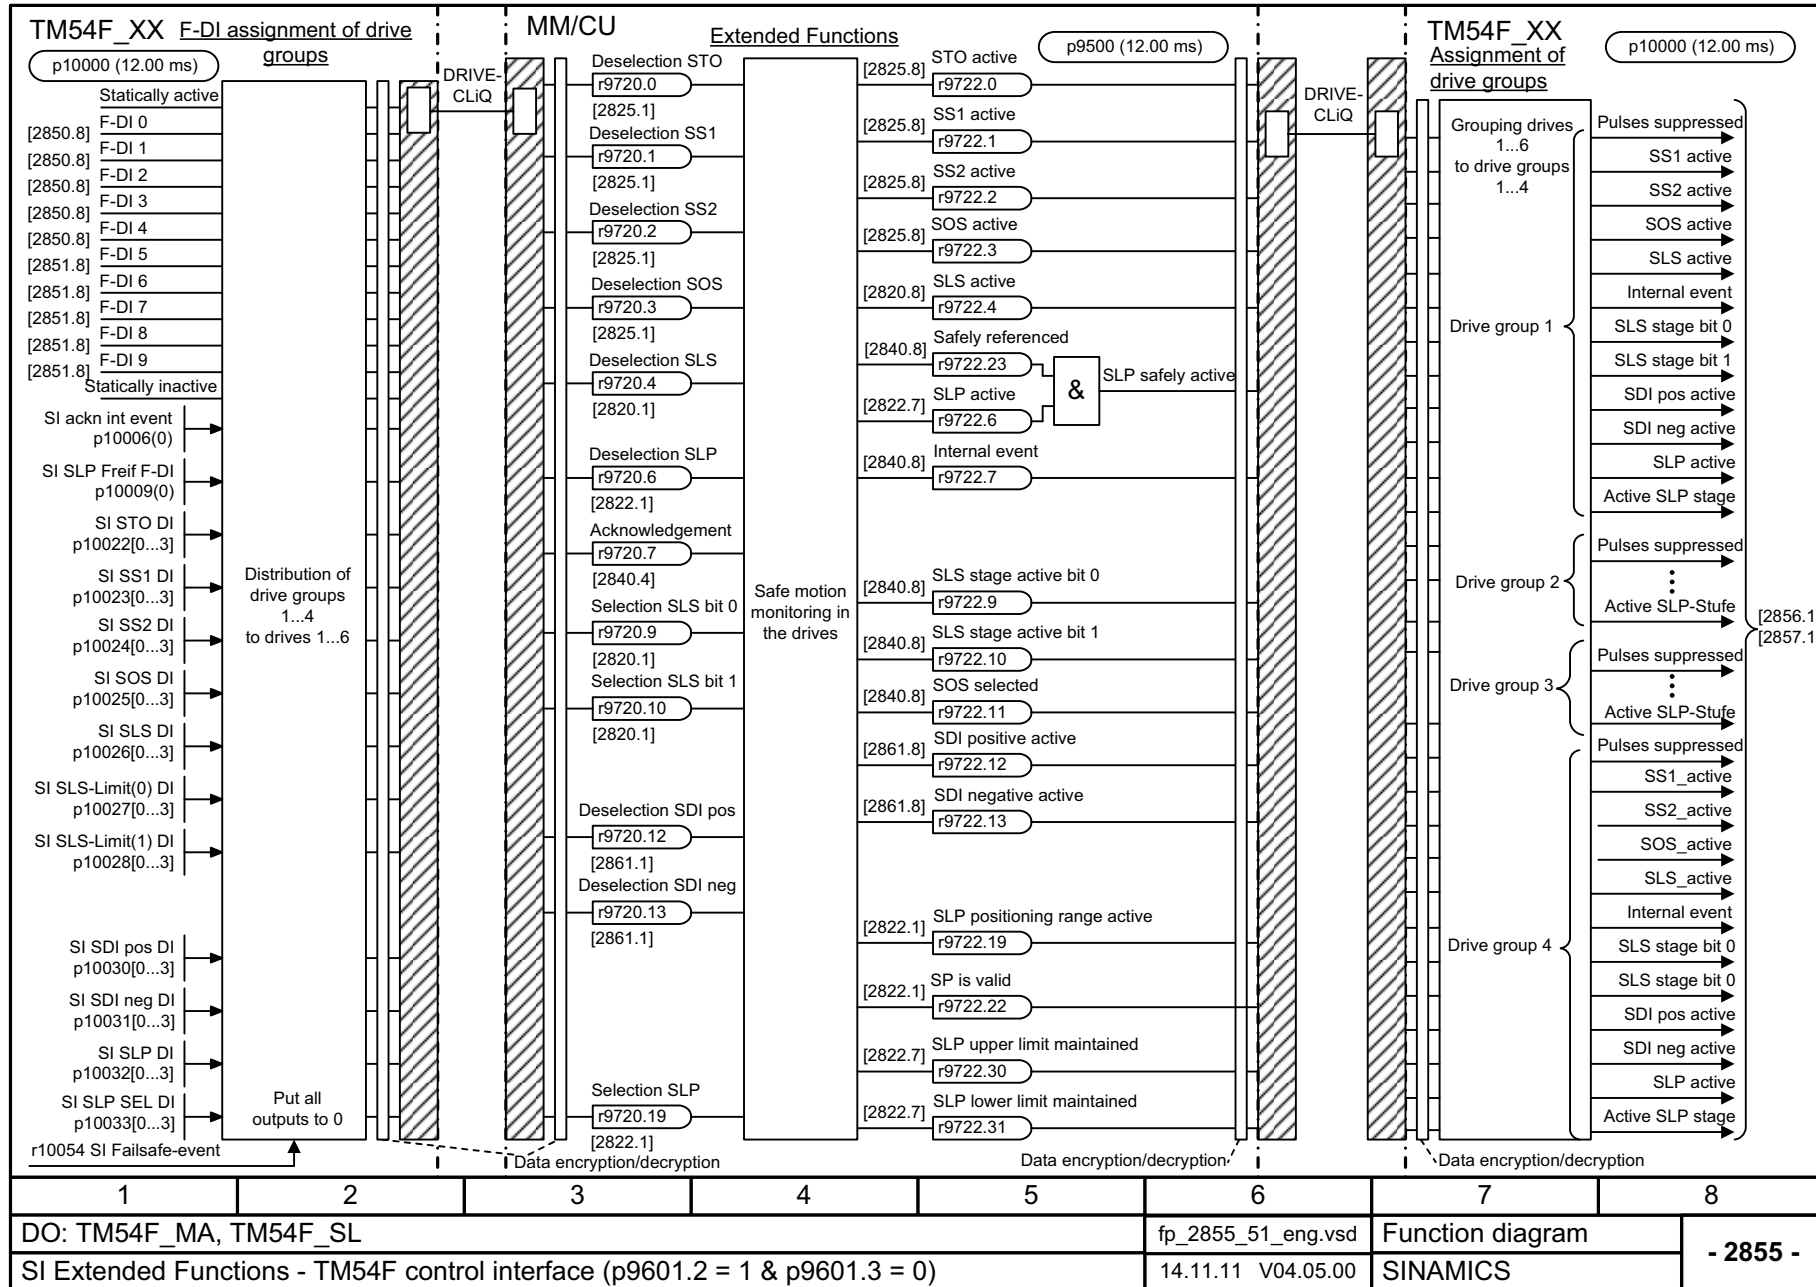 TM54F_XX F-DI assignment of drive
groups
p10000 (12.00 ms)
Statically active
F-DI 0
[2850.8]
F-DI 1
[2850.8]
F-DI 2
[2850.8]
F-DI 3
[2850.8]
F-DI 4
[2850.8]
F-DI 5
[2851.8]
F-DI 6
[2851.8]
F-DI 7
[2851.8]
F-DI 8
[2851.8]
F-DI 9
[2851.8]
Statically inactive
SI ackn int event
p10006(0)
SI SLP Freif F-DI
p10009(0)
SI STO DI
p10022[0...3]
SI SS1 DI
p10023[0...3]
SI SS2 DI
p10024[0...3]
SI SOS DI
p10025[0...3]
SI SLS DI
p10026[0...3]
SI SLS-Limit(0) DI
p10027[0...3]
SI SLS-Limit(1) DI
p10028[0...3]
SI SDI pos DI
p10030[0...3]
SI SDI neg DI
p10031[0...3]
SI SLP DI
p10032[0...3]
SI SLP SEL DI
p10033[0...3]
r10054 SI Failsafe-event
Distribution of
drive groups
1...4
to drives 1...6
Put all
outputs to 0
DRIVE-
CLiQ
MM/CU
Extended Functions
p9500 (12.00 ms)
Deselection STO
r9720.0
[2825.1]
Deselection SS1
r9720.1
[2825.1]
Deselection SS2
r9720.2
[2825.1]
Deselection SOS
r9720.3
[2825.1]
Deselection SLS
r9720.4
[2820.1]
Deselection SLP
r9720.6
[2822.1]
Acknowledgement
r9720.7
[2840.4]
Selection SLS bit 0
r9720.9
[2820.1]
Selection SLS bit 1
r9720.10
[2820.1]
Deselection SDI pos
r9720.12
[2861.1]
Deselection SDI neg
r9720.13
[2861.1]
Selection SLP
r9720.19
[2822.1]
Data encryption/decryption
Safe motion
monitoring in
the drives
STO active
[2825.8]
r9722.0
SS1 active
[2825.8]
r9722.1
SS2 active
[2825.8]
r9722.2
SOS active
[2825.8]
r9722.3
SLS active
[2820.8]
r9722.4
Safely referenced
[2840.8]
r9722.23
SLP active
[2822.7]
r9722.6
&
SLP safely active
Internal event
[2840.8]
r9722.7
SLS stage active bit 0
[2840.8]
r9722.9
SLS stage active bit 1
[2840.8]
r9722.10
SOS selected
[2840.8]
r9722.11
SDI positive active
[2861.8]
r9722.12
SDI negative active
[2861.8]
r9722.13
SLP positioning range active
[2822.1]
r9722.19
SP is valid
[2822.1]
r9722.22
SLP upper limit maintained
[2822.7]
r9722.30
SLP lower limit maintained
[2822.7]
r9722.31
Data encryption/decryption
DRIVE-
CLiQ
TM54F_XX
Assignment of
drive groups
p10000 (12.00 ms)
Grouping drives
1...6
to drive groups
1...4
Drive group 1
Pulses suppressed
SS1 active
SS2 active
SOS active
SLS active
Internal event
SLS stage bit 0
SLS stage bit 1
SDI pos active
SDI neg active
SLP active
Active SLP stage
Drive group 2
Pulses suppressed
Active SLP-Stufe
Drive group 3
Pulses suppressed
Active SLP-Stufe
Drive group 4
Pulses suppressed
SS1_active
SS2_active
SOS_active
SLS_active
Internal event
SLS stage bit 0
SLS stage bit 0
SDI pos active
SDI neg active
SLP active
Active SLP stage
[2856.1
[2857.1
Data encryption/decryption
1 2 3 4 5 6 7 8
DO: TM54F_MA, TM54F_SL
fp_2855_51_eng.vsd
Function diagram
- 2855 -
SI Extended Functions - TM54F control interface (p9601.2 = 1 & p9601.3 = 0)
14.11.11 V04.05.00
SINAMICS